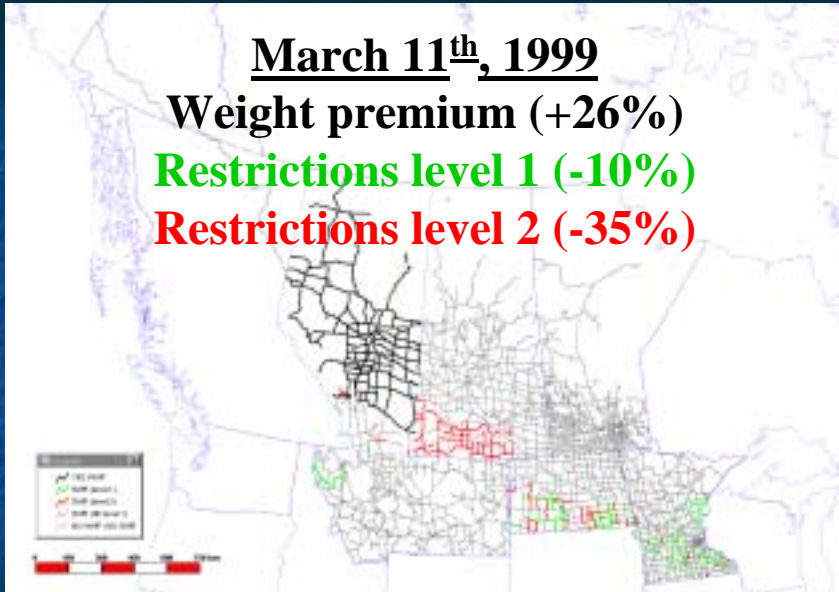 March 11th, 1999
Weight premium (+26%)
Restrictions level 1 (-10%)
Restrictions level 2 (-35%)